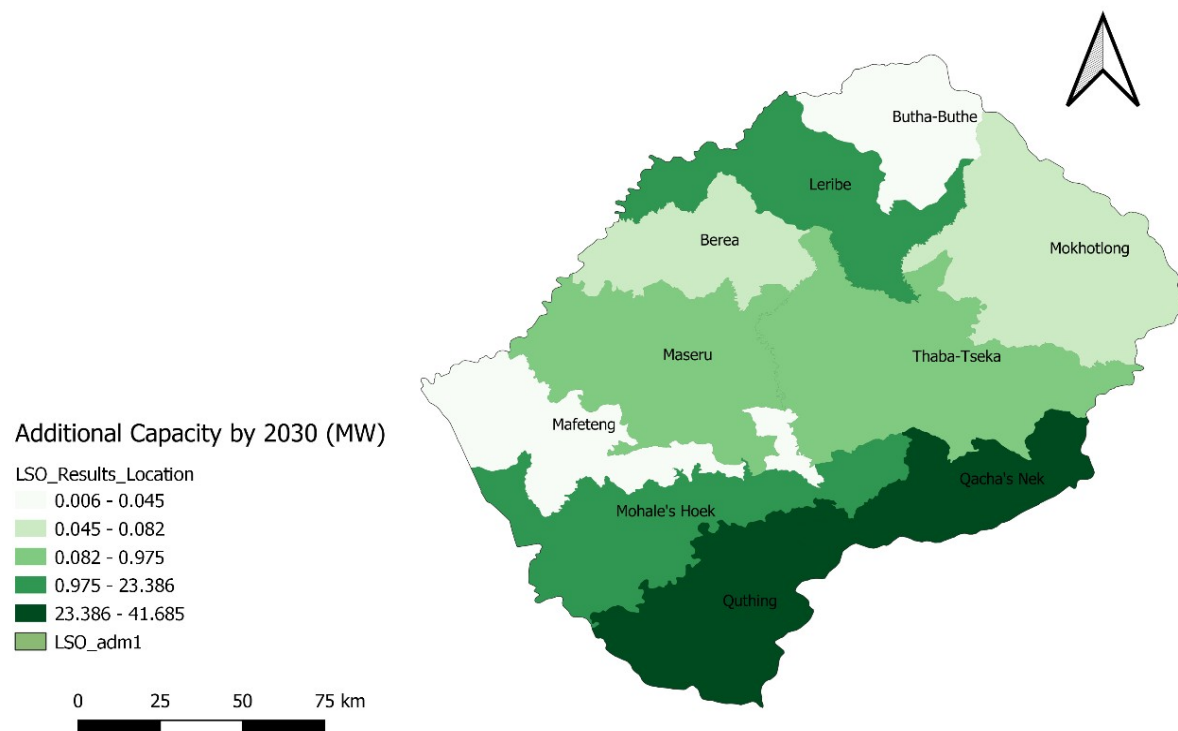 Butha-Buthe
Leribe
Berea
Mokhotlong
Maseru
Thaba-Tseka
Mafeteng
Qacha's Nek
Mohale's Hoek
Quthing
Additional Capacity by 2030 (MW)
LSO_Results_Location
0.006 - 0.045
0.045 - 0.082
0.082 - 0.975
0.975 - 23.386
23.386 - 41.685
LSO_adm1
0 25 50 75 km